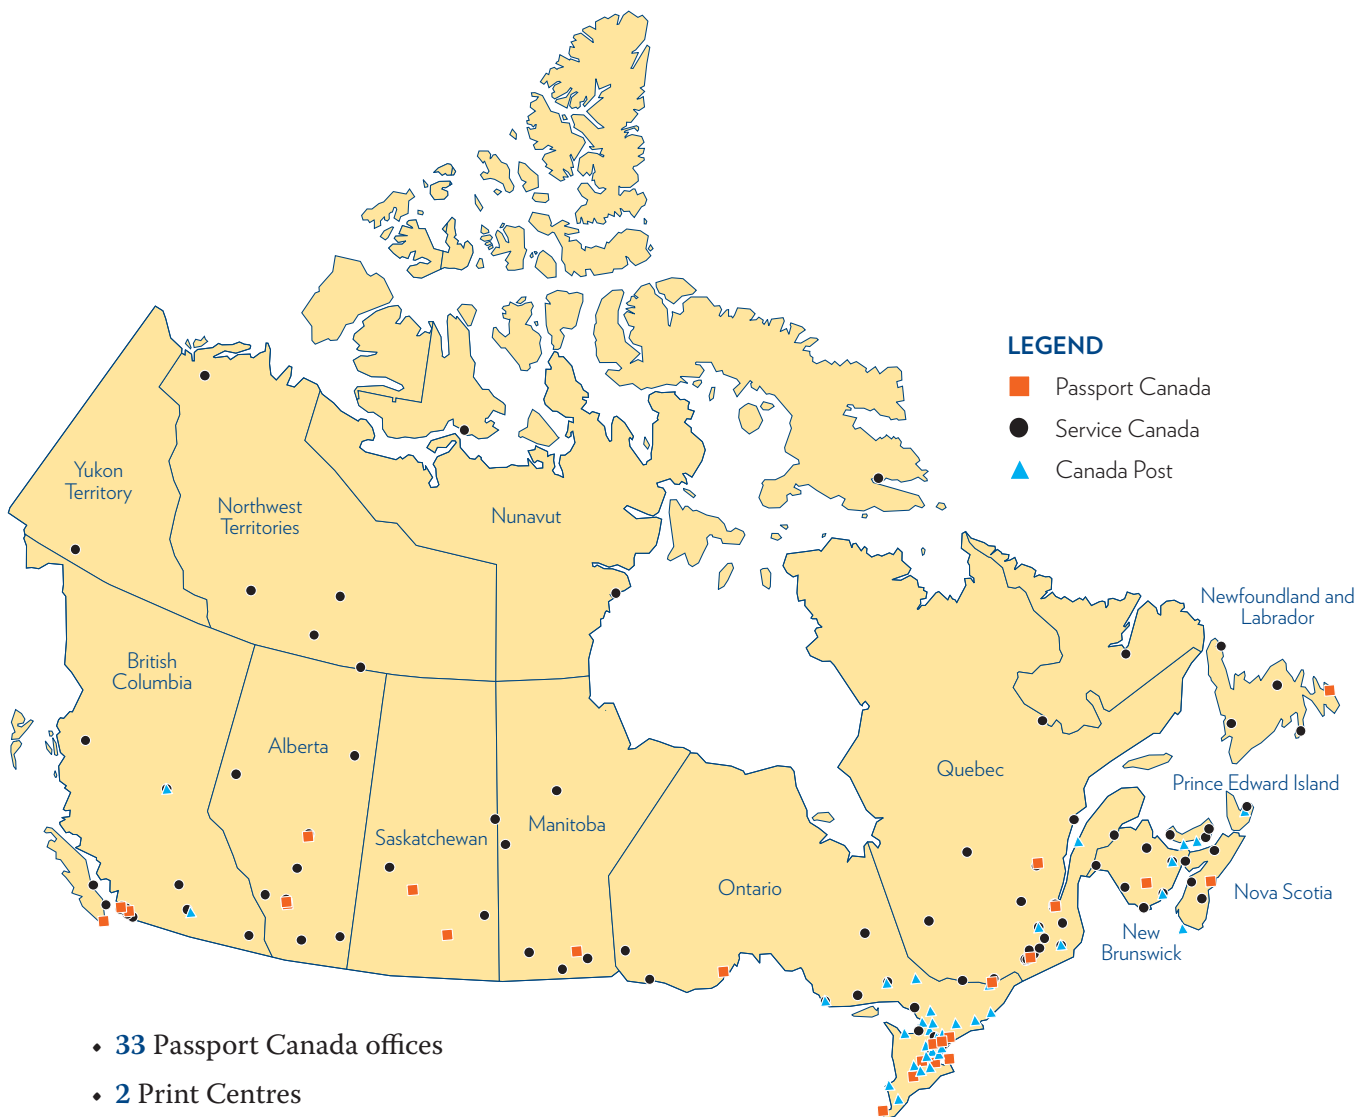 LEGEND
Passport Canada
Service Canada
Canada Post
Yukon
Territory
Northwest
Territories
Nunavut
Newfoundland and
Labrador
British
Columbia
Alberta
Saskatchewan
Manitoba
Ontario
Quebec
Prince Edward Island
Nova Scotia
New
Brunswick
• 33 Passport Canada offices
• 2 Print Centres